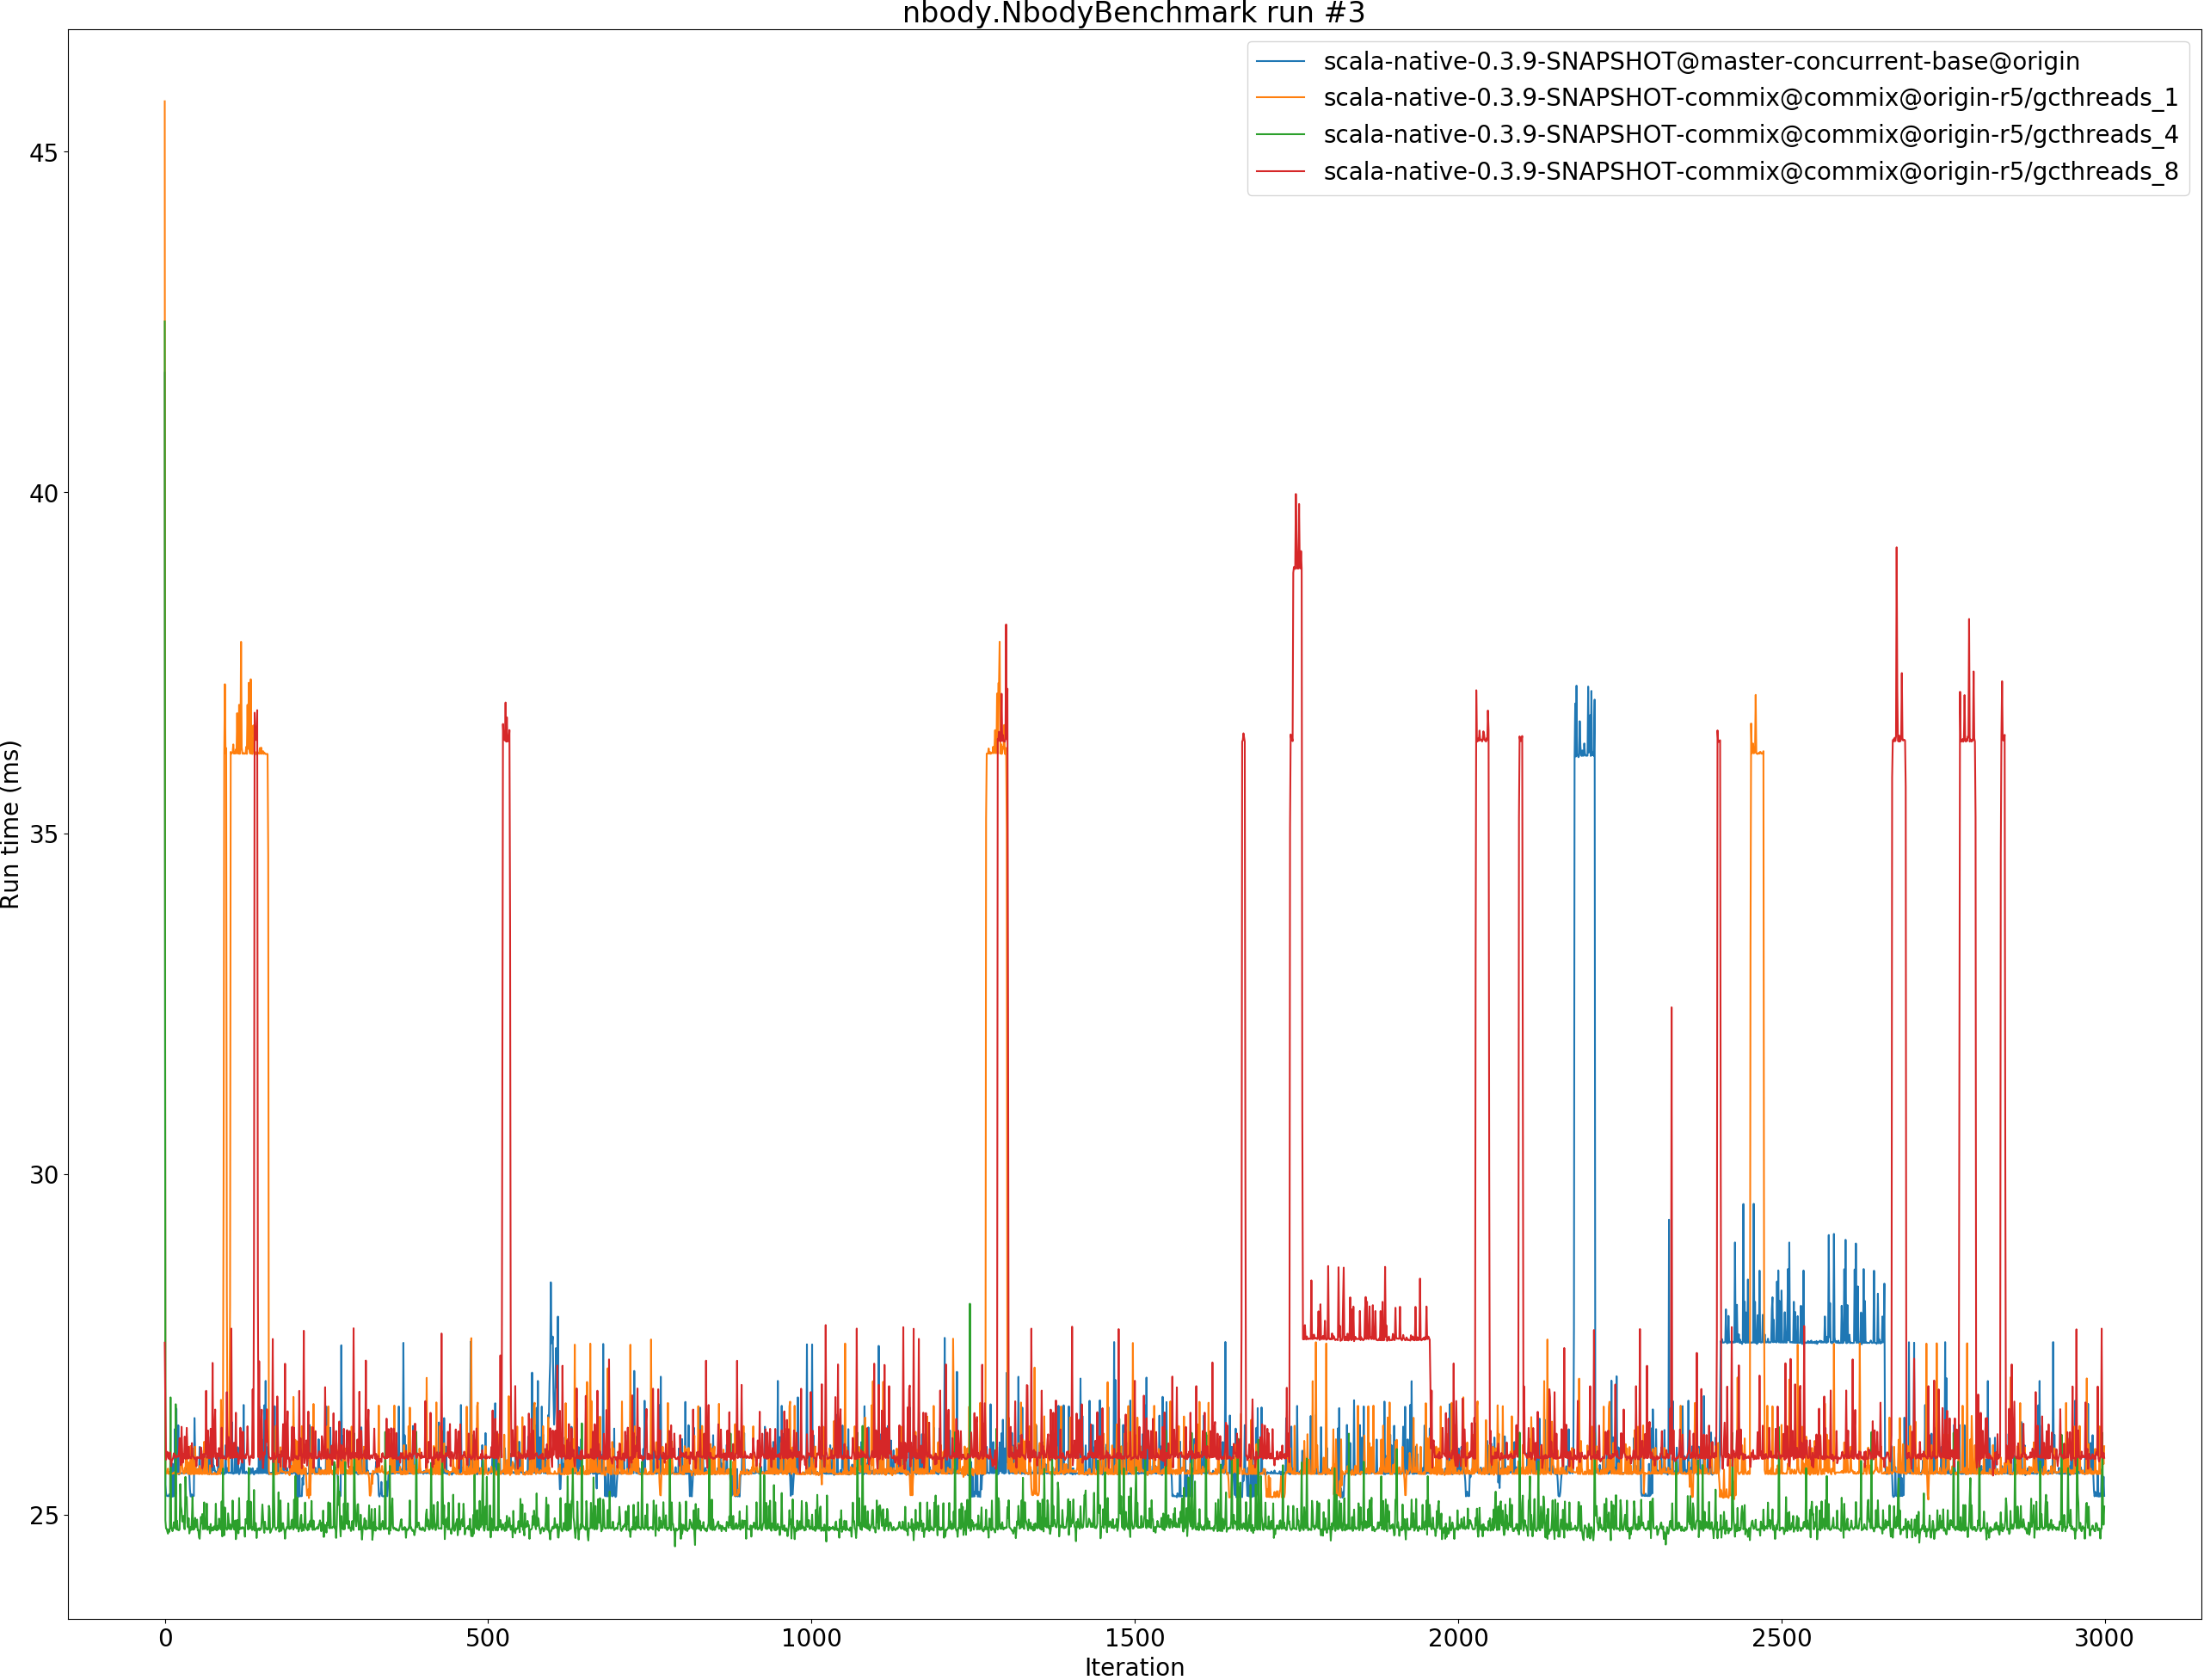 nbody.NbodyBenchmark run #3
scala-native-0.3.9-SNAPSHOT@master-concurrent-base@origin
scala-native-0.3.9-SNAPSHOT-commix@commix@origin-r5/gcthreads_1
scala-native-0.3.9-SNAPSHOT-commix@commix@origin-r5/gcthreads_4
scala-native-0.3.9-SNAPSHOT-commix@commix@origin-r5/gcthreads_8
45
40
35
30
25
Run time (ms)
0 500 1000 1500 2000 2500 3000
Iteration